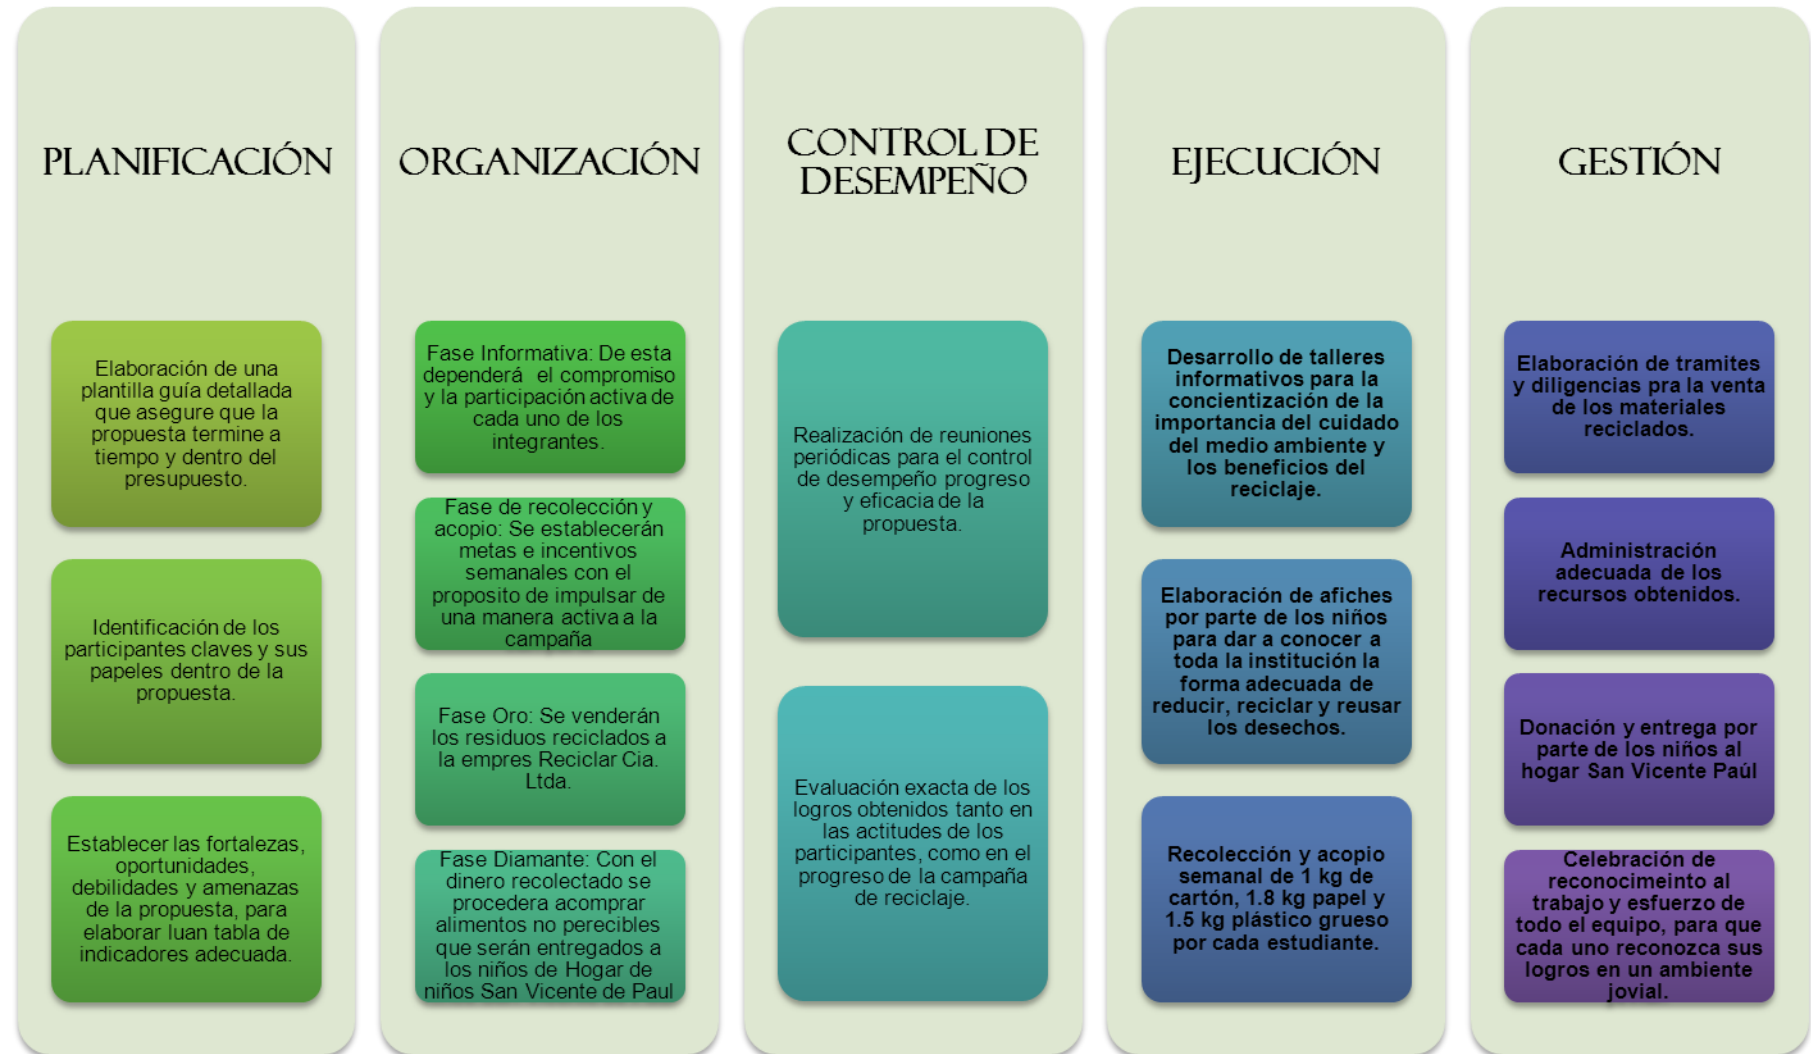 PLANIFICACIÓN
Elaboración de una
plantilla guía detallada
que asegure que la
propuesta termine a
tiempo y dentro del
presupuesto.
Identificación de los
participantes claves y sus
papeles dentro de la
propuesta.
Establecer las fortalezas,
oportunidades,
debilidades y amenazas
de la propuesta, para
elaborar luan tabla de
indicadores adecuada.
ORGANIZACIÓN
Fase Informativa: De esta
dependerá el compromiso
y la participación activa de
cada uno de los
integrantes.
Fase de recolección y
acopio: Se establecerán
metas e incentivos
semanales con el
proposito de impulsar de
una manera activa a la
campaña
Fase Oro: Se venderán
los residuos reciclados a
la empres Reciclar Cia.
Ltda.
Fase Diamante: Con el
dinero recolectado se
procedera acomprar
alimentos no perecibles
que serán entregados a
los niños de Hogar de
niños San Vicente de Paul
CONTROL DE
DESEMPEÑO
Realización de reuniones
periódicas para el control
de desempeño progreso
y eficacia de la
propuesta.
Evaluación exacta de los
logros obtenidos tanto en
las actitudes de los
participantes, como en el
progreso de la campaña
de reciclaje.
EJECUCIÓN
Desarrollo de talleres
informativos para la
concientización de la
importancia del cuidado
del medio ambiente y
los beneficios del
reciclaje.
Elaboración de afiches
por parte de los niños
para dar a conocer a
toda la institución la
forma adecuada de
reducir, reciclar y reusar
los desechos.
Recolección y acopio
semanal de 1 kg de
cartón, 1.8 kg papel y
1.5 kg plástico grueso
por cada estudiante.
GESTIÓN
Elaboración de tramites
y diligencias pra la venta
de los materiales
reciclados.
Administración
adecuada de los
recursos obtenidos.
Donación y entrega por
parte de los niños al
hogar San Vicente Paúl
Celebración de
reconocimeinto al
trabajo y esfuerzo de
todo el equipo, para que
cada uno reconozca sus
logros en un ambiente
jovial.